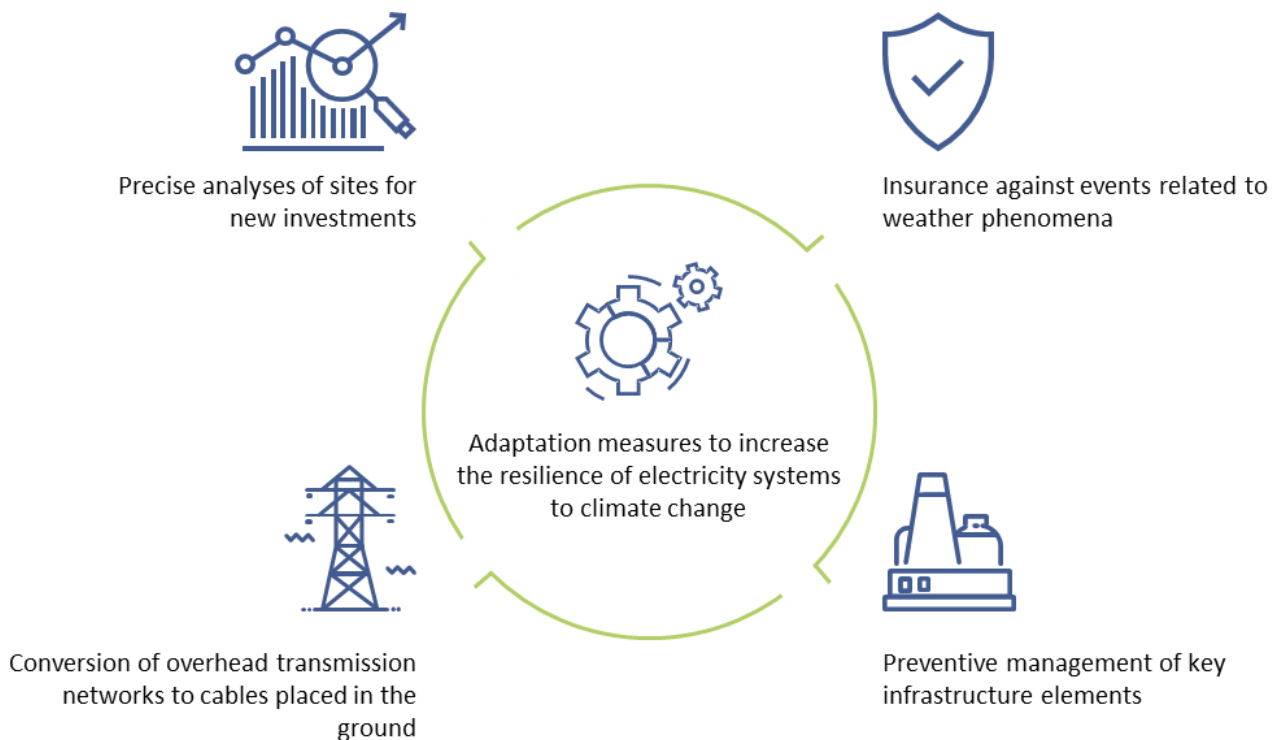 Precise analyses of sites for
new investments
Insurance against events related to
weather phenomena
Adaptation measures to increase
the resilience of electricity systems
to climate change
Conversion of overhead transmission
networks to cables placed in the
ground
Preventive management of key
infrastructure elements